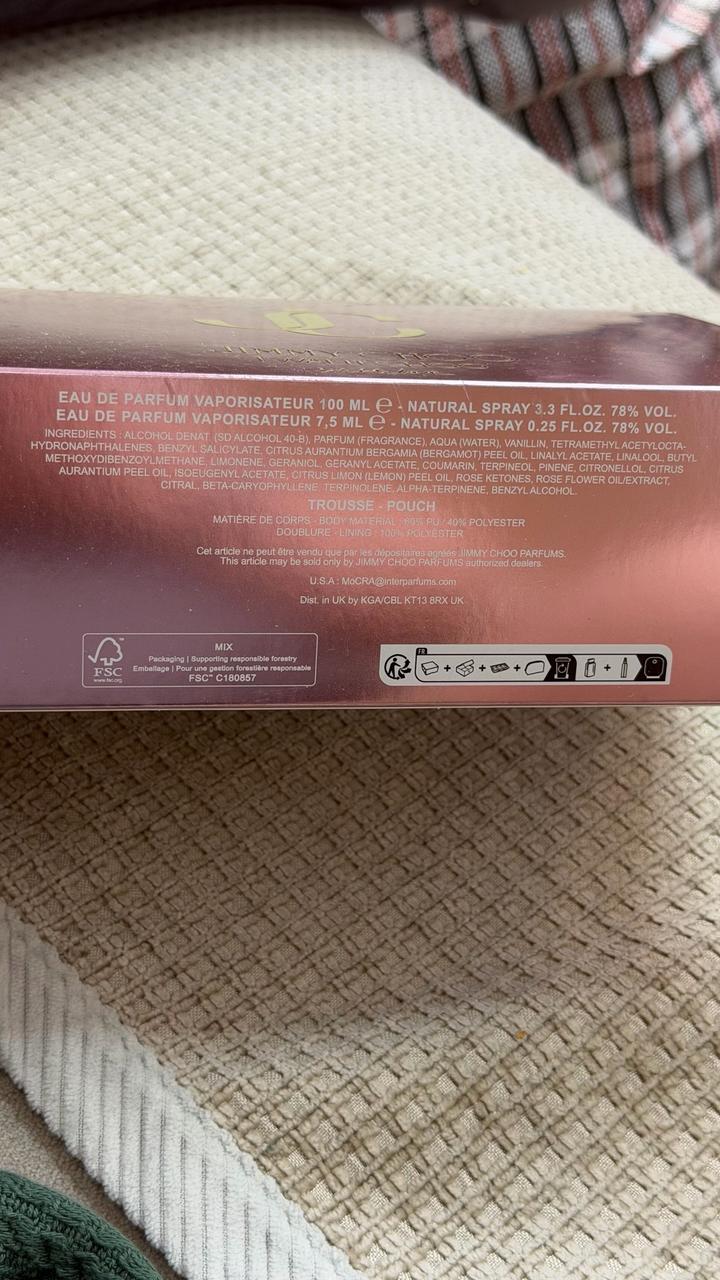 JIMMY CHOO
EAU DE PARFUM VAPORISATEUR 100 ML ℮ - NATURAL SPRAY 3.3 FL.OZ. 78% VOL.
EAU DE PARFUM VAPORISATEUR 7,5 ML ℮ - NATURAL SPRAY 0.25 FL.OZ. 78% VOL.
INGREDIENTS : ALCOHOL DENAT. (SD ALCOHOL 40-B), PARFUM (FRAGRANCE), AQUA (WATER), VANILLIN, TETRAMETHYL ACETYLOCTA-
HYDRONAPHTHALENES, BENZYL SALICYLATE, CITRUS AURANTIUM BERGAMIA (BERGAMOT) PEEL OIL, LINALYL ACETATE, LINALOOL, BUTYL
METHOXYDIBENZOYLMETHANE, LIMONENE, GERANIOL, GERANYL ACETATE, COUMARIN, TERPINEOL, PINENE, CITRONELLOL, CITRUS
AURANTIUM PEEL OIL, ISOEUGENYL ACETATE, CITRUS LIMON (LEMON) PEEL OIL, ROSE KETONES, ROSE FLOWER OIL/EXTRACT,
CITRAL, BETA-CARYOPHYLLENE, TERPINOLENE, ALPHA-TERPINENE, BENZYL ALCOHOL.
TROUSSE - POUCH
MATIÈRE DE CORPS - BODY MATERIAL : 60% PU / 40% POLYESTER
DOUBLURE - LINING : 100% POLYESTER
Cet article ne peut être vendu que par les dépositaires agréés JIMMY CHOO PARFUMS.
This article may be sold only by JIMMY CHOO PARFUMS authorized dealers.
U.S.A : MoCRA@interparfums.com
Dist. in UK by KGA/CBL KT13 8RX UK
FSC
www.fsc.org
MIX
Packaging | Supporting responsible forestry
Emballage | Pour une gestion forestière responsable
FSC™ C180857
FR
+ + + + +